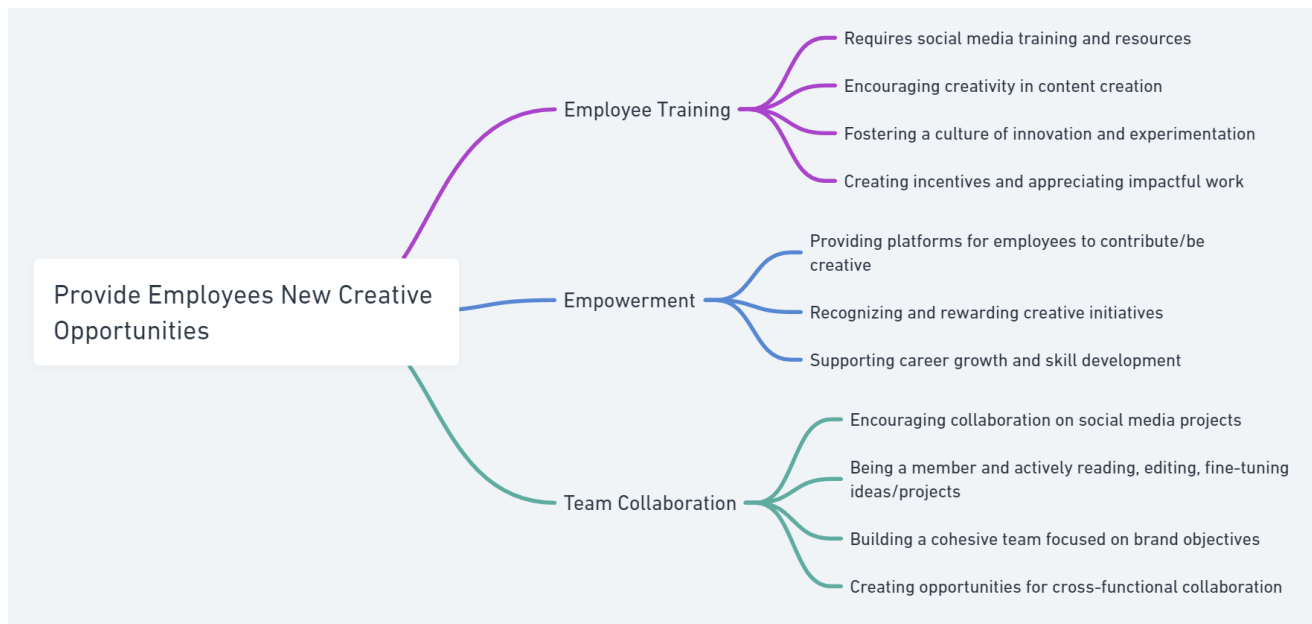 Provide Employees New Creative
Opportunities
Employee Training
Requires social media training and resources
Encouraging creativity in content creation
Fostering a culture of innovation and experimentation
Creating incentives and appreciating impactful work
Empowerment
Providing platforms for employees to contribute/be
creative
Recognizing and rewarding creative initiatives
Supporting career growth and skill development
Team Collaboration
Encouraging collaboration on social media projects
Being a member and actively reading, editing, fine-tuning
ideas/projects
Building a cohesive team focused on brand objectives
Creating opportunities for cross-functional collaboration